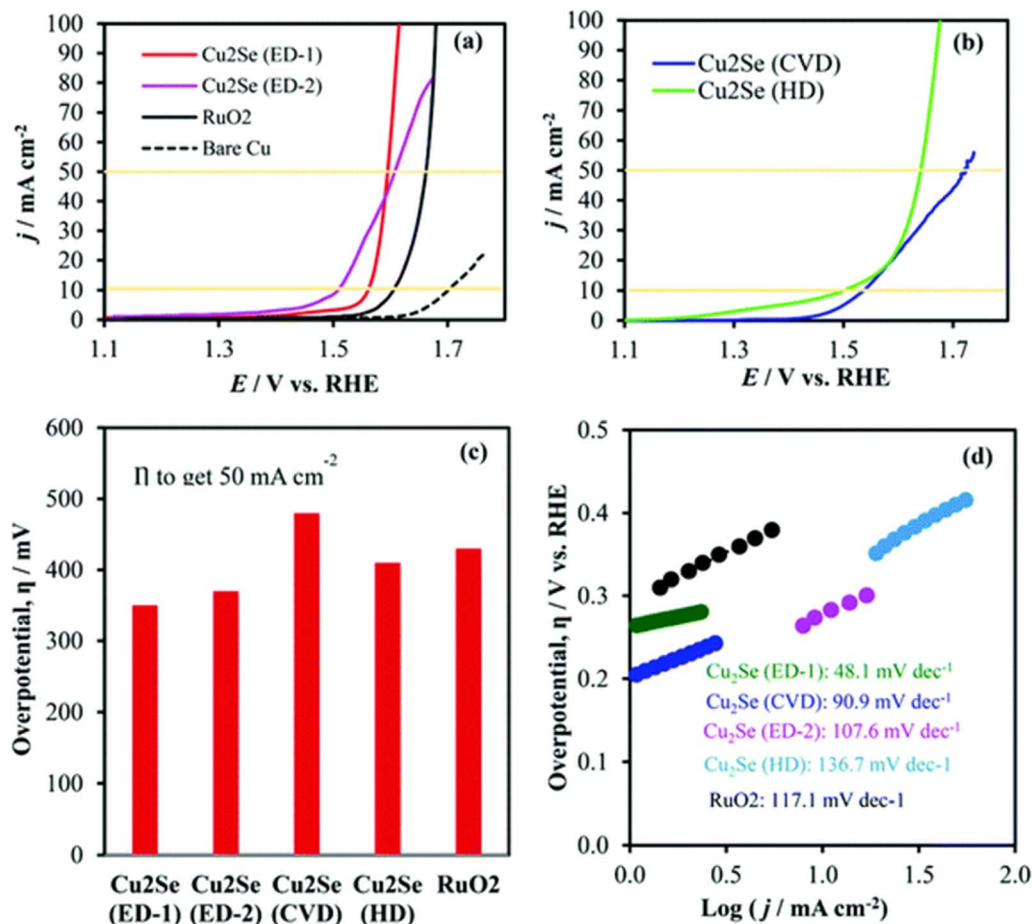 (a)
Cu2Se (ED-1)
Cu2Se (ED-2)
RuO2
Bare Cu
j / mA cm⁻²
100
90
80
70
60
50
40
30
20
10
0
1.1
1.3
1.5
1.7
E / V vs. RHE
(b)
Cu2Se (CVD)
Cu2Se (HD)
j / mA cm⁻²
100
90
80
70
60
50
40
30
20
10
0
1.1
1.3
1.5
1.7
E / V vs. RHE
(c)
Π to get 50 mA cm⁻²
Overpotential, η / mV
600
500
400
300
200
100
0
Cu2Se (ED-1)
Cu2Se (ED-2)
Cu2Se (CVD)
Cu2Se (HD)
RuO2
(d)
Overpotential, η / V vs. RHE
0.5
0.4
0.3
0.2
0.1
0.0
Cu₂Se (ED-1): 48.1 mV dec⁻¹
Cu₂Se (CVD): 90.9 mV dec⁻¹
Cu₂Se (ED-2): 107.6 mV dec⁻¹
Cu₂Se (HD): 136.7 mV dec-1
RuO2: 117.1 mV dec-1
0.0
0.5
1.0
1.5
2.0
Log (j / mA cm⁻²)